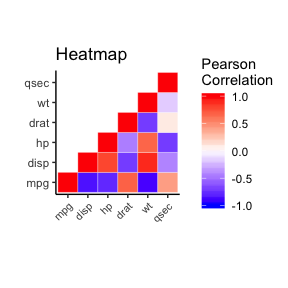 Heatmap
qsec
wt
drat
hp
disp
mpg
mpg
disp
hp
drat
wt
qsec
Pearson
Correlation
1.0
0.5
0.0
-0.5
-1.0